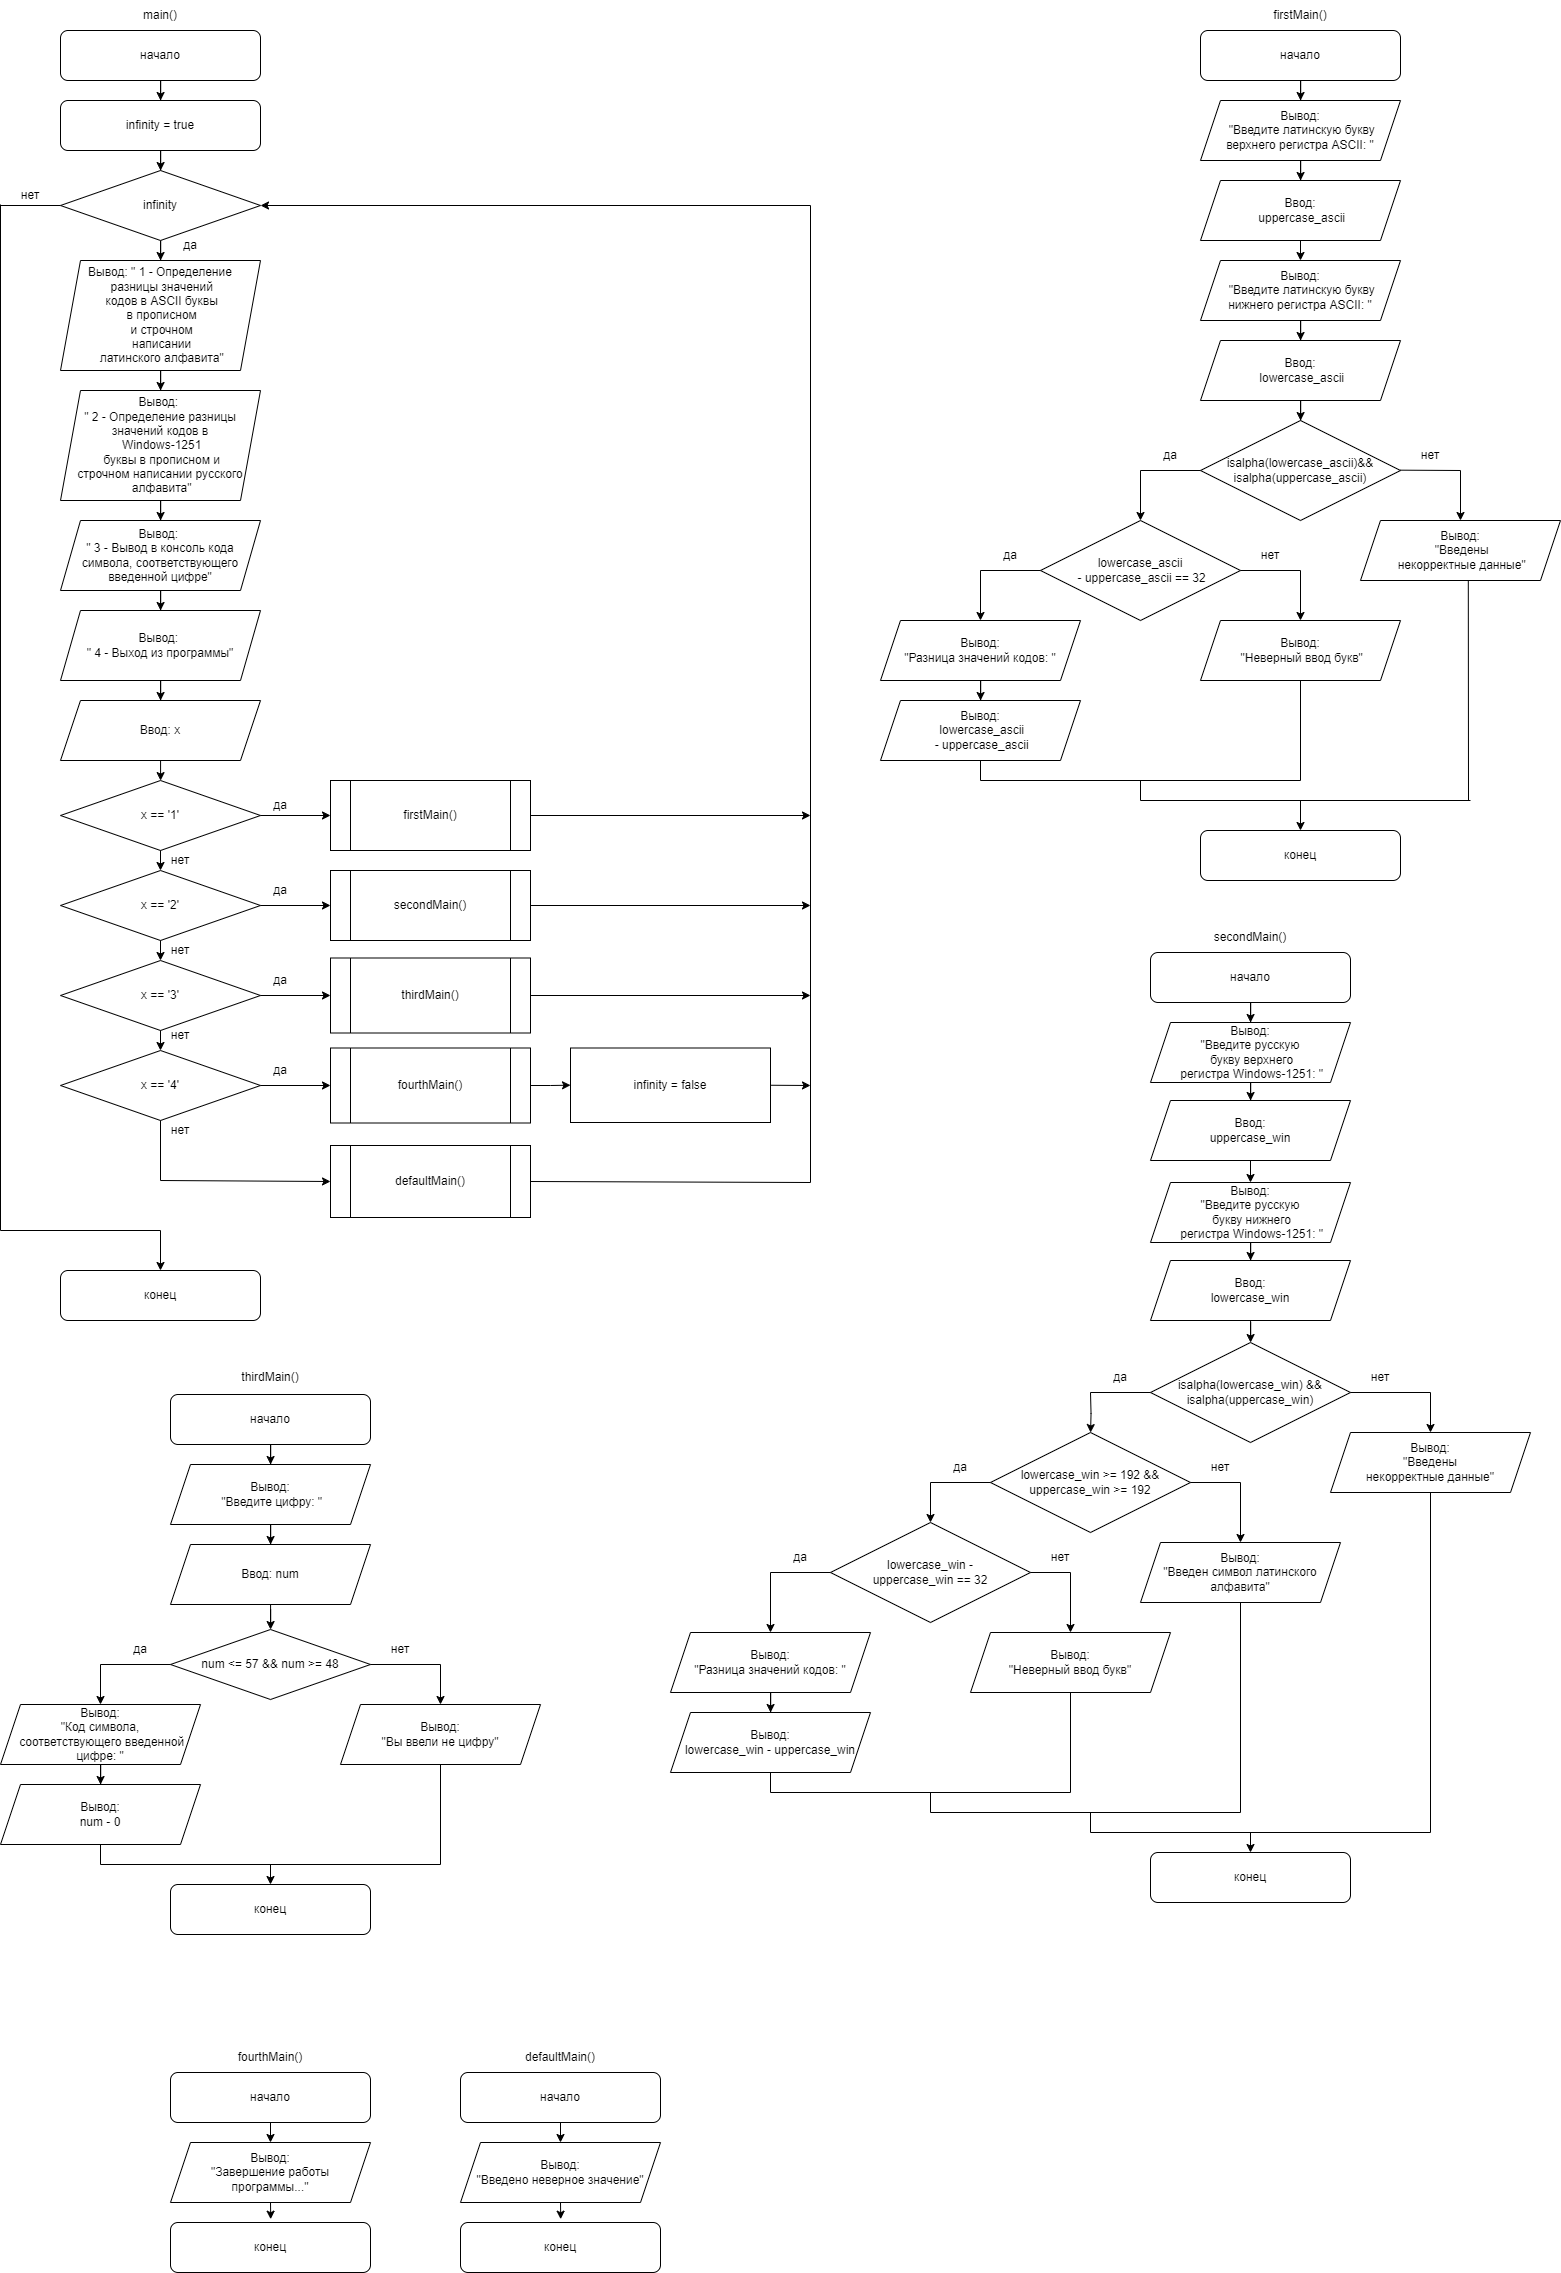 main()
начало
infinity = true
infinity
нет
да
Вывод: " 1 - Определение
разницы значений
кодов в ASCII буквы
в прописном
и строчном
написании
латинского алфавита"
Вывод:
" 2 - Определение разницы
значений кодов в
Windows-1251
буквы в прописном и
строчном написании русского
алфавита"
Вывод:
" 3 - Вывод в консоль кода
символа, соответствующего
введенной цифре"
Вывод:
" 4 - Выход из программы"
Ввод: x
x == '1'
да
firstMain()
нет
x == '2'
да
secondMain()
нет
x == '3'
да
thirdMain()
нет
x == '4'
да
fourthMain()
infinity = false
нет
defaultMain()
конец
firstMain()
начало
Вывод:
"Введите латинскую букву
верхнего регистра ASCII: "
Ввод:
uppercase_ascii
Вывод:
"Введите латинскую букву
нижнего регистра ASCII: "
Ввод:
lowercase_ascii
да
isalpha(lowercase_ascii)&&
isalpha(uppercase_ascii)
нет
Вывод:
"Введены
некорректные данные"
да
lowercase_ascii
- uppercase_ascii == 32
нет
Вывод:
"Разница значений кодов: "
Вывод:
"Неверный ввод букв"
Вывод:
lowercase_ascii
- uppercase_ascii
конец
secondMain()
начало
Вывод:
"Введите русскую
букву верхнего
регистра Windows-1251: "
Ввод:
uppercase_win
Вывод:
"Введите русскую
букву нижнего
регистра Windows-1251: "
Ввод:
lowercase_win
да
isalpha(lowercase_win) &&
isalpha(uppercase_win)
нет
Вывод:
"Введены
некорректные данные"
да
lowercase_win >= 192 &&
uppercase_win >= 192
нет
Вывод:
"Введен символ латинского
алфавита"
да
lowercase_win -
uppercase_win == 32
нет
Вывод:
"Разница значений кодов: "
Вывод:
"Неверный ввод букв"
Вывод:
lowercase_win - uppercase_win
конец
thirdMain()
начало
Вывод:
"Введите цифру: "
Ввод: num
да
num <= 57 && num >= 48
нет
Вывод:
"Код символа,
соответствующего введенной
цифре: "
Вывод:
"Вы ввели не цифру"
Вывод:
num - 0
конец
fourthMain()
начало
Вывод:
"Завершение работы
программы..."
конец
defaultMain()
начало
Вывод:
"Введено неверное значение"
конец